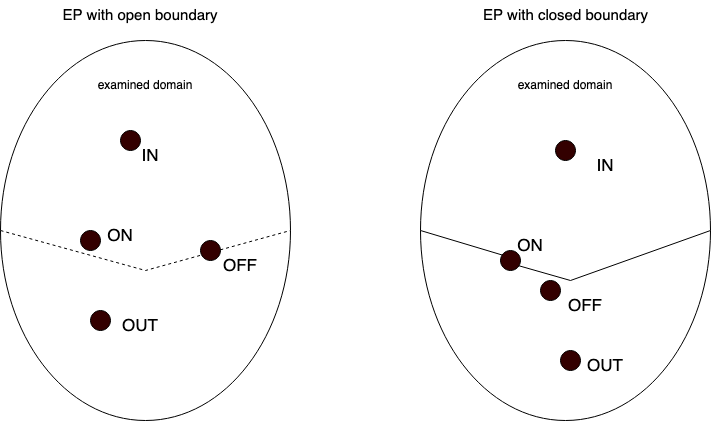 EP with open boundary
examined domain
IN
ON
OFF
OUT
EP with closed boundary
examined domain
IN
ON
OFF
OUT